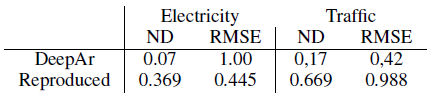 Electricity Traffic
ND RMSE ND RMSE
DeepAr 0.07 1.00 0,17 0,42
Reproduced 0.369 0.445 0.669 0.988